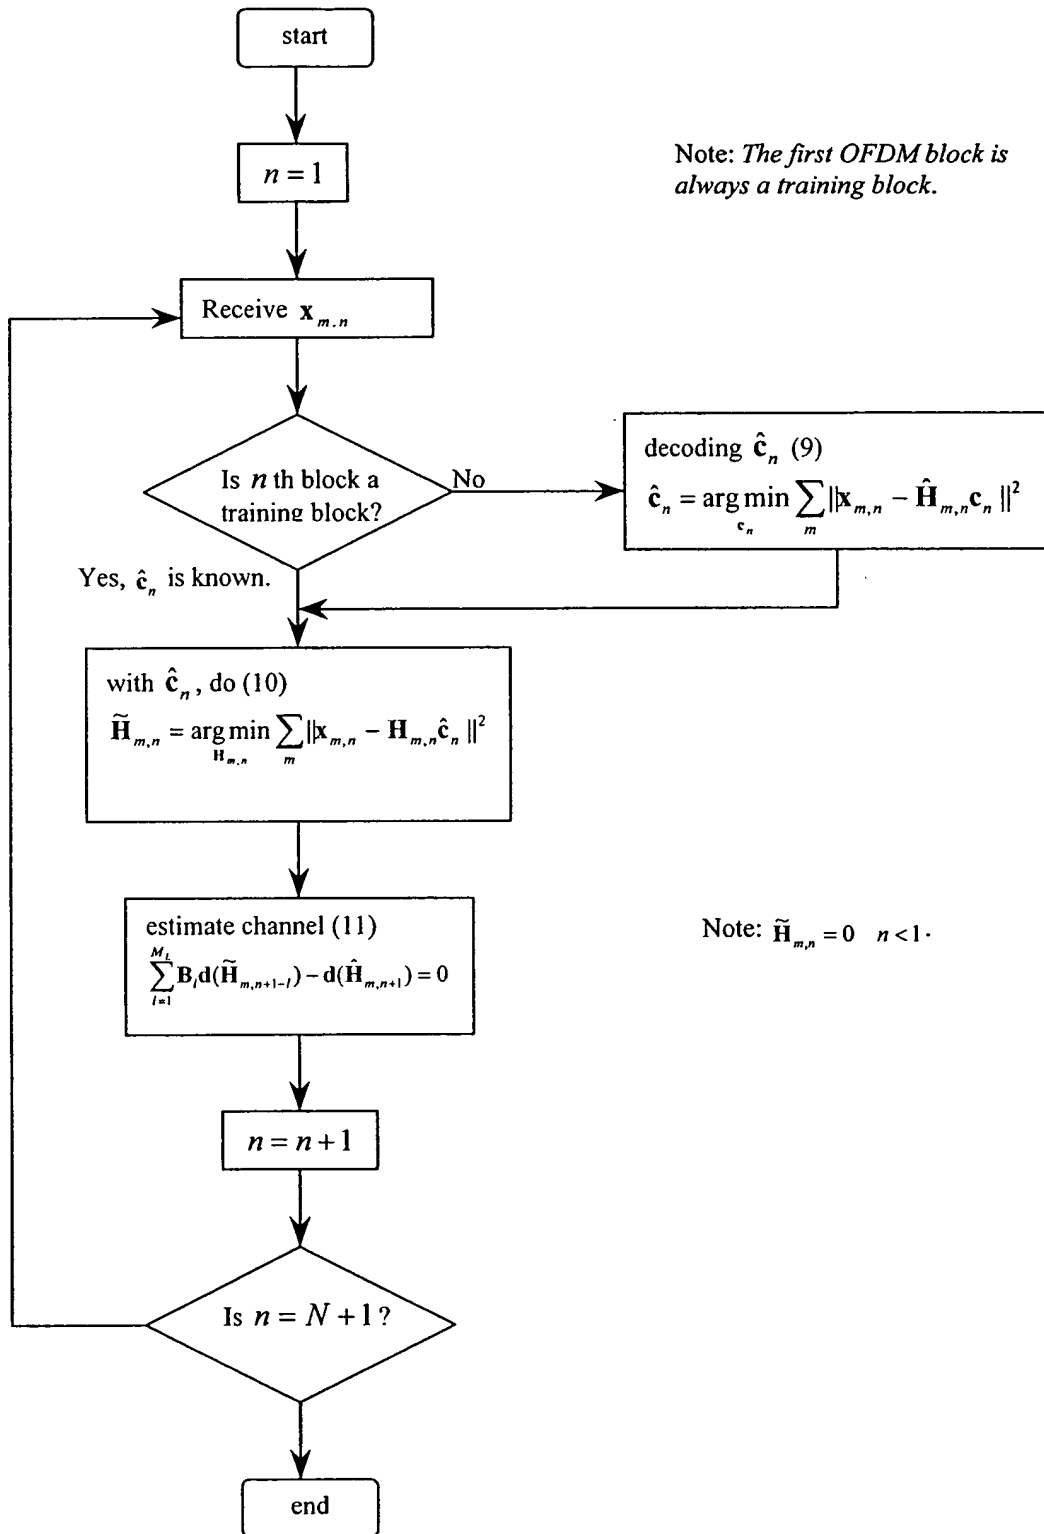 start
n = 1
Note: The first OFDM block is
always a training block.
Receive x_{m,n}
Is n th block a
training block?
No
decoding ĉ_n (9)
ĉ_n = arg min_{c_n} ∑_m ||x_{m,n} − Ĥ_{m,n} c_n ||²
Yes, ĉ_n is known.
with ĉ_n, do (10)
H̃_{m,n} = arg min_{H_{m,n}} ∑_m ||x_{m,n} − H_{m,n} ĉ_n ||²
estimate channel (11)
∑_{l=1}^{M_L} B_l d(H̃_{m,n+1−l}) − d(Ĥ_{m,n+1}) = 0
Note: H̃_{m,n} = 0 n < 1.
n = n + 1
Is n = N + 1 ?
end